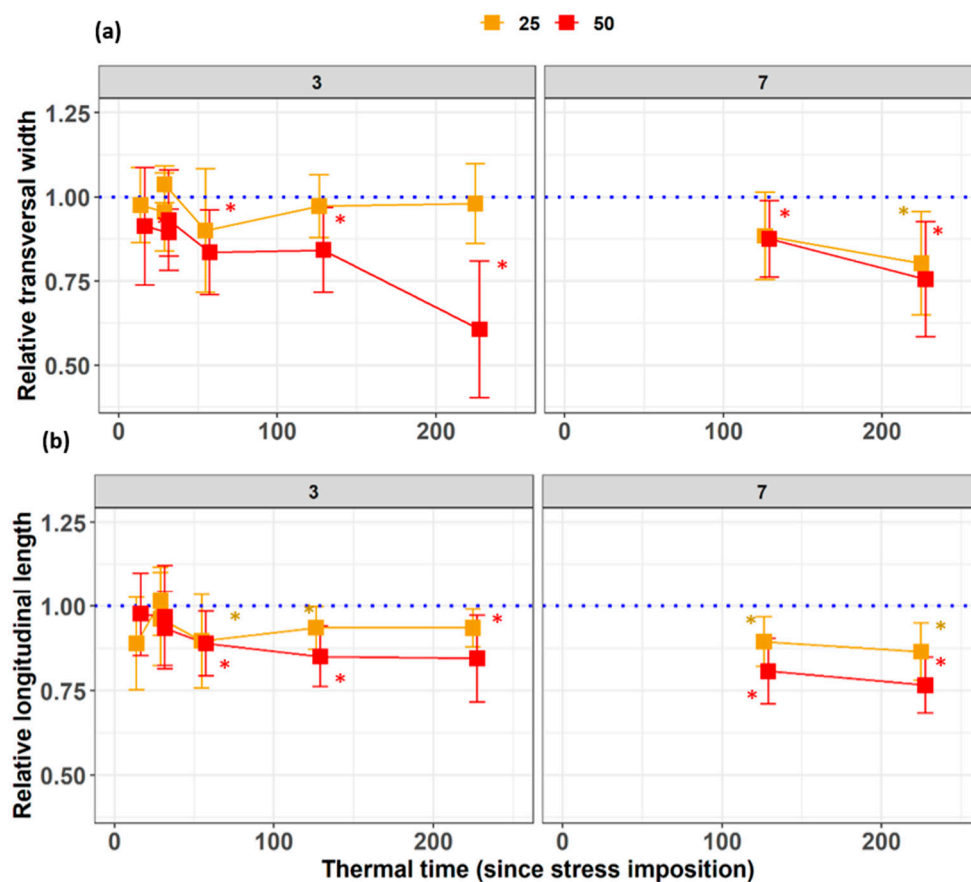 25 50
(a)
3 7
Relative transversal width
1.25
1.00
0.75
0.50
* * * * * * *
0 100 200 0 100 200
(b)
3 7
Relative longitudinal length
1.25
1.00
0.75
0.50
* * * * * * * * *
0 100 200 0 100 200
Thermal time (since stress imposition)